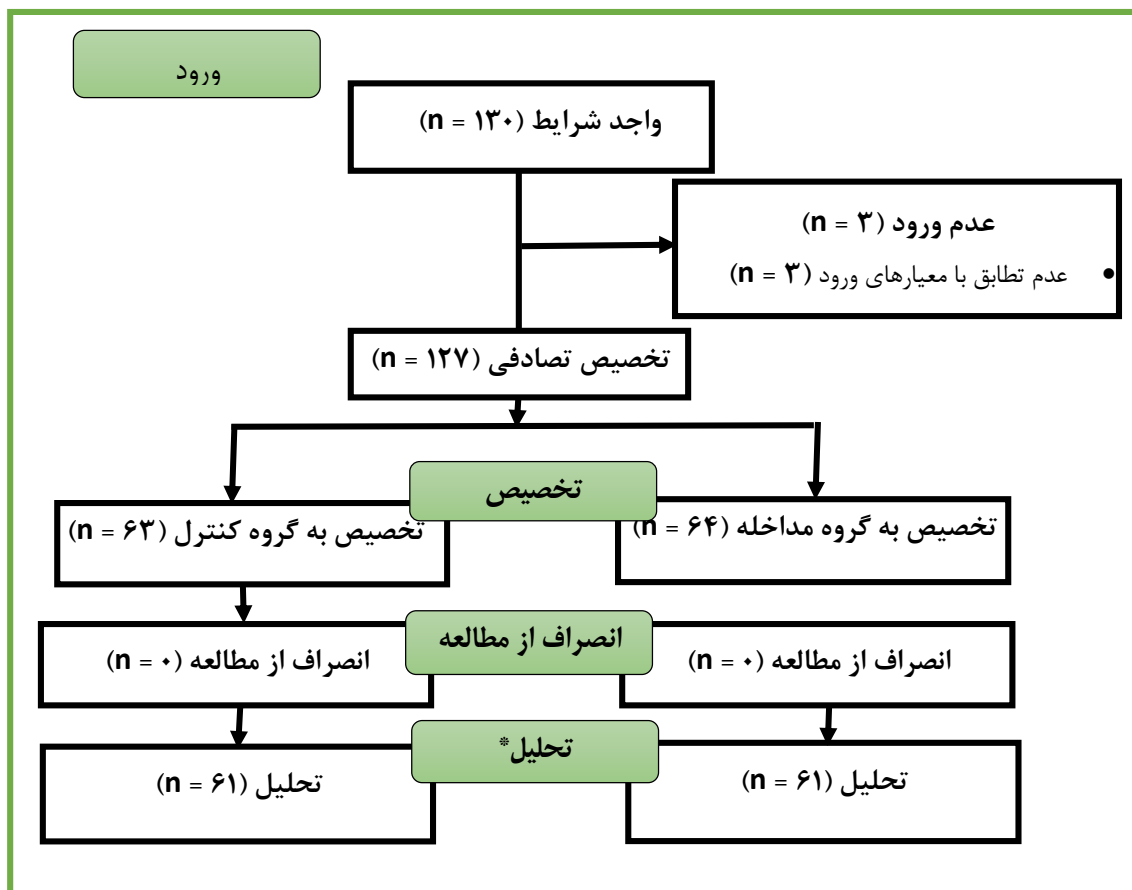 ورود
واجد شرایط (n = ۱۳۰)
عدم ورود (n = ۳)
• عدم تطابق با معیارهای ورود (n = ۳)
تخصیص تصادفی (n = ۱۲۷)
تخصیص
تخصیص به گروه مداخله (n = ۶۴)
تخصیص به گروه کنترل (n = ۶۳)
انصراف از مطالعه
انصراف از مطالعه (n = ۰)
انصراف از مطالعه (n = ۰)
تحلیل*
تحلیل (n = ۶۱)
تحلیل (n = ۶۱)